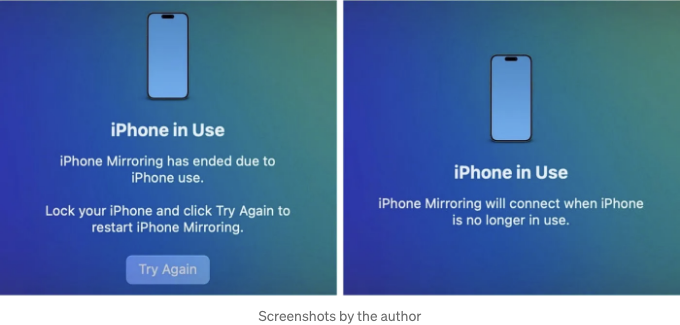 iPhone in Use
iPhone Mirroring has ended due to
iPhone use.
Lock your iPhone and click Try Again to
restart iPhone Mirroring.
Try Again
iPhone in Use
iPhone Mirroring will connect when iPhone
is no longer in use.
Screenshots by the author